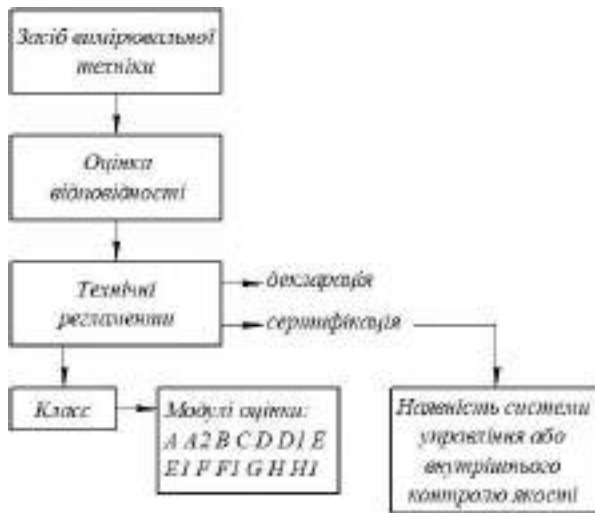 Засіб вимірювальної
техніки
Оцінка
відповідності
Технічні
регламенти
декларація
сертифікація
Класс
Модулі оцінки:
A A2 B C D D1 E
E1 F F1 G H H1
Наявність системи
управління або
внутрішнього
контролю якості